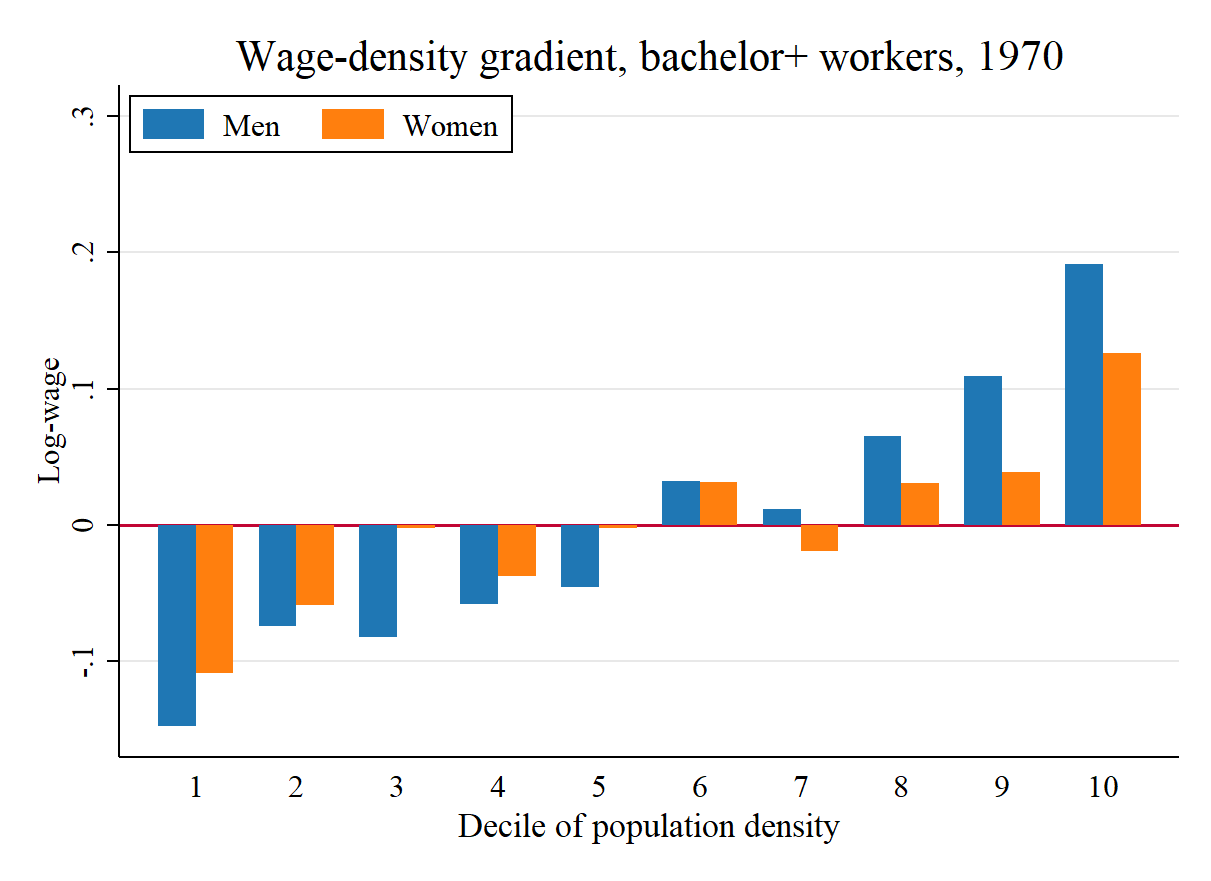 Wage-density gradient, bachelor+ workers, 1970
Men
Women
Log-wage
.3
.2
.1
0
-.1
1 2 3 4 5 6 7 8 9 10
Decile of population density